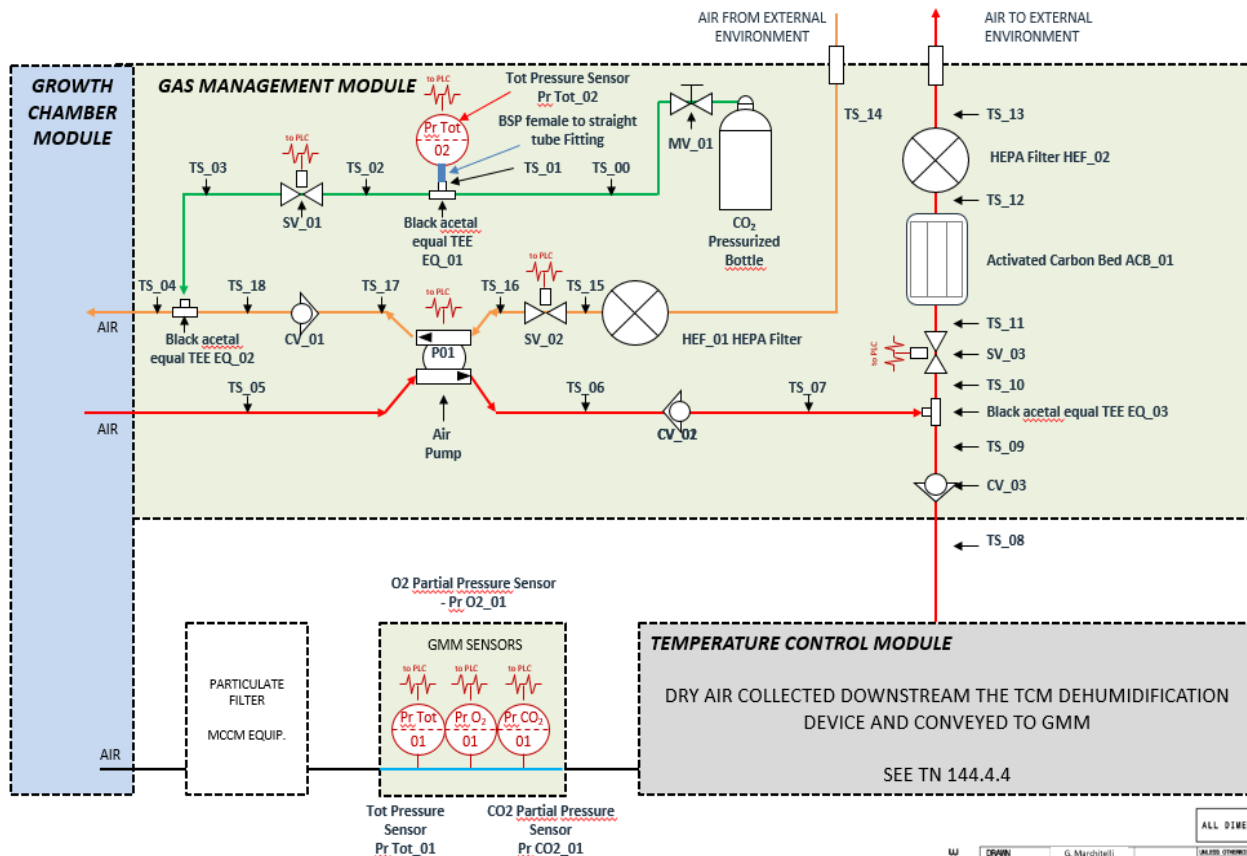 AIR FROM EXTERNAL
ENVIRONMENT
AIR TO EXTERNAL
ENVIRONMENT
GROWTH
CHAMBER
MODULE
GAS MANAGEMENT MODULE
to PLC
Tot Pressure Sensor
Pr Tot_02
BSP female to straight
tube Fitting
Pr Tot
02
MV_01
TS_14
TS_13
HEPA Filter HEF_02
TS_03
to PLC
TS_02
TS_01
TS_00
TS_12
SV_01
Black acetal
equal TEE
EQ_01
CO2
Pressurized
Bottle
Activated Carbon Bed ACB_01
TS_04
TS_18
TS_17
to PLC
TS_16
to PLC
TS_15
TS_11
AIR
Black acetal
equal TEE EQ_02
CV_01
P01
SV_02
HEF_01 HEPA Filter
to PLC
SV_03
TS_10
TS_05
TS_06
TS_07
Black acetal equal TEE EQ_03
AIR
Air
Pump
TS_09
CV_03
TS_08
O2 Partial Pressure Sensor
- Pr O2_01
GMM SENSORS
to PLC
to PLC
to PLC
Pr Tot
01
Pr O2
01
Pr CO2
01
PARTICULATE
FILTER
MCCM EQUIP.
AIR
Tot Pressure
Sensor
Pr Tot_01
CO2 Partial Pressure
Sensor
Pr CO2_01
TEMPERATURE CONTROL MODULE
DRY AIR COLLECTED DOWNSTREAM THE TCM DEHUMIDIFICATION
DEVICE AND CONVEYED TO GMM
SEE TN 144.4.4
ALL DIME
DRAWN
G. Marchitelli
UNLESS OTHERWI